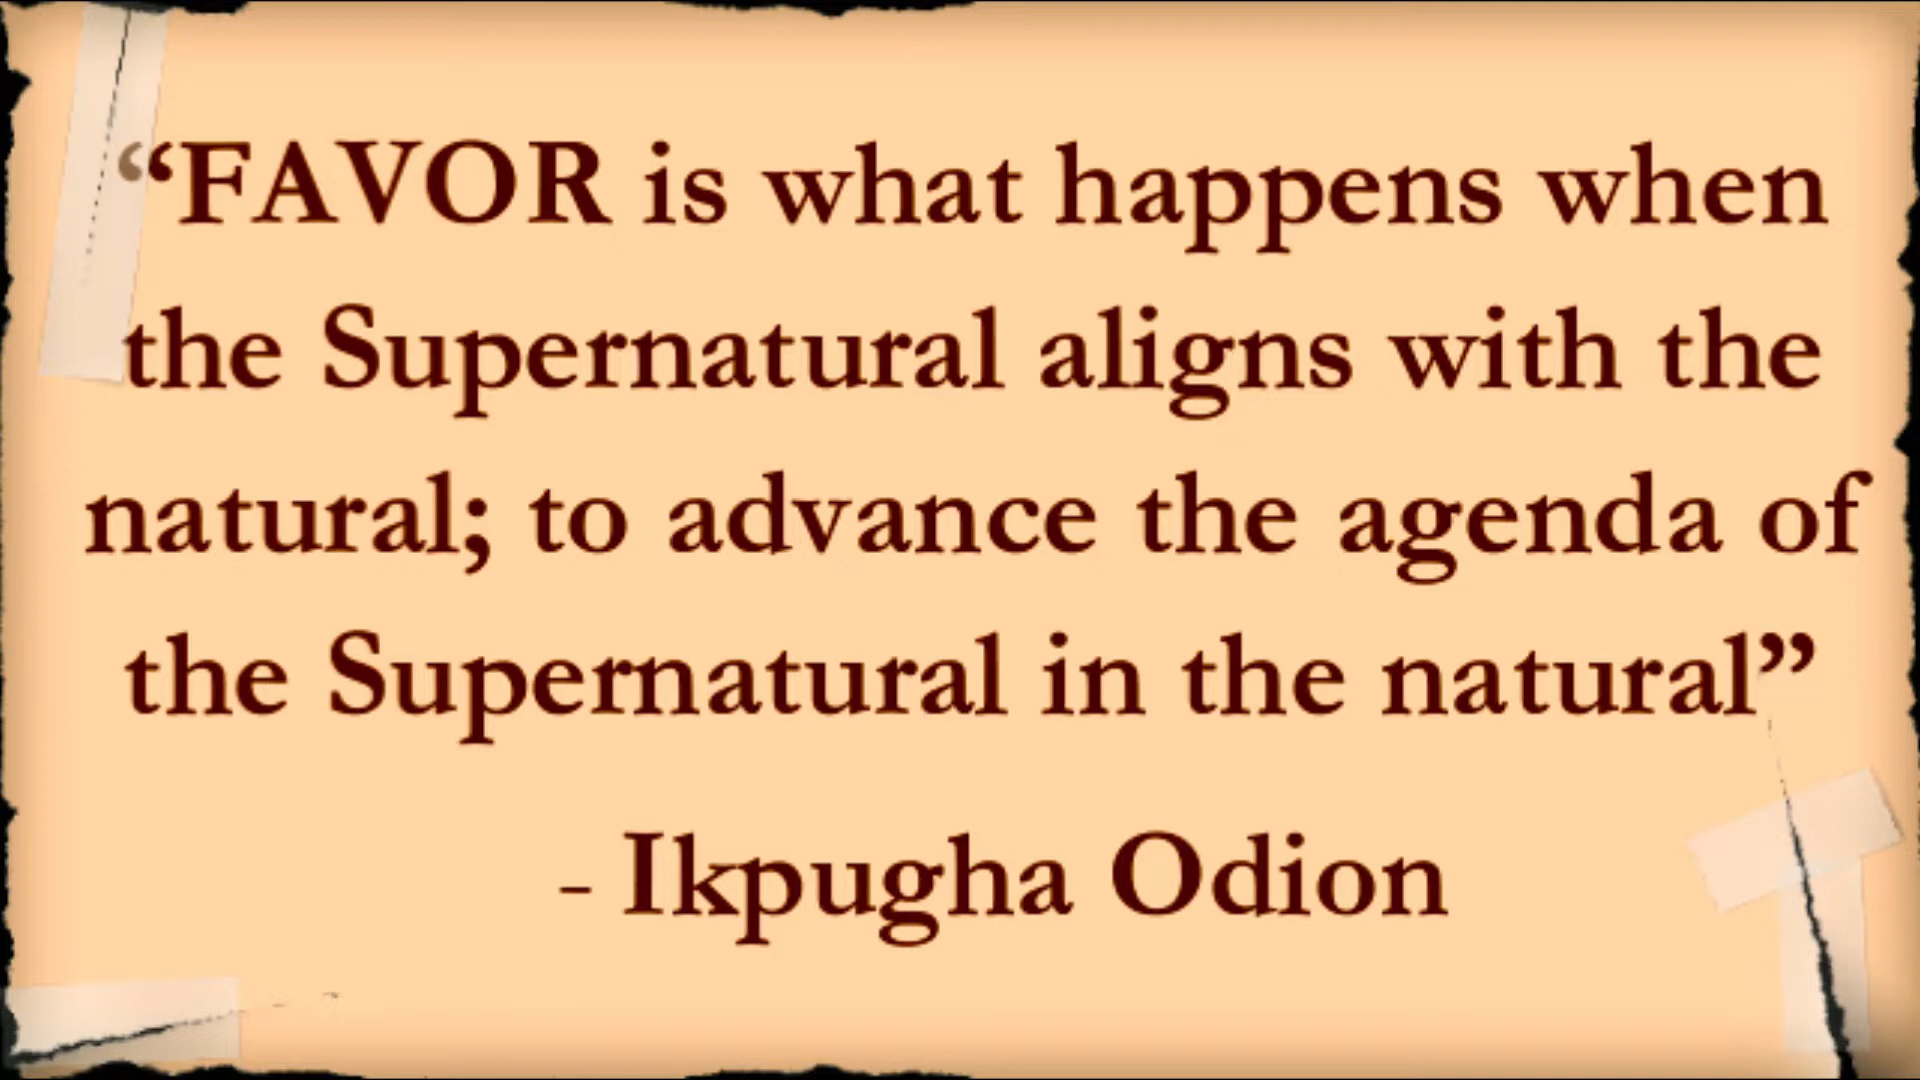 “FAVOR is what happens when
the Supernatural aligns with the
natural; to advance the agenda of
the Supernatural in the natural”
- Ikpugha Odion